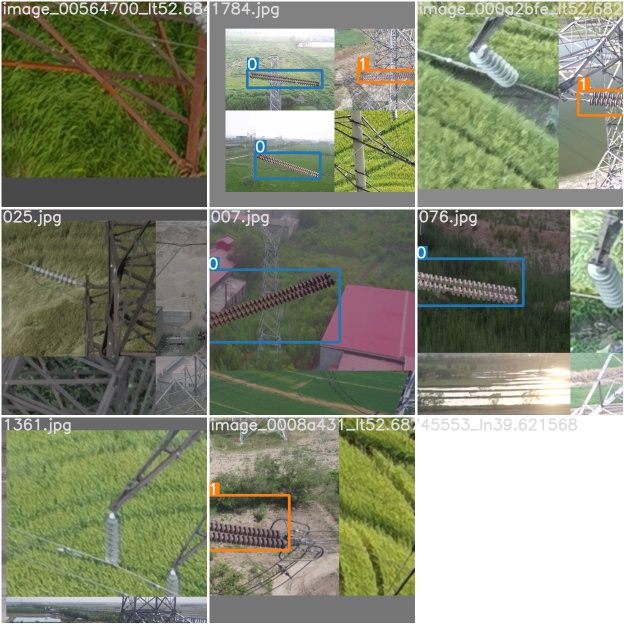 image_00564700_lt52.6841784.jpg
image_000a2bfe_lt52.682
0
1
0
1
025.jpg
007.jpg
076.jpg
0
0
1361.jpg
image_0008a431_lt52.68245553_ln39.621568
1